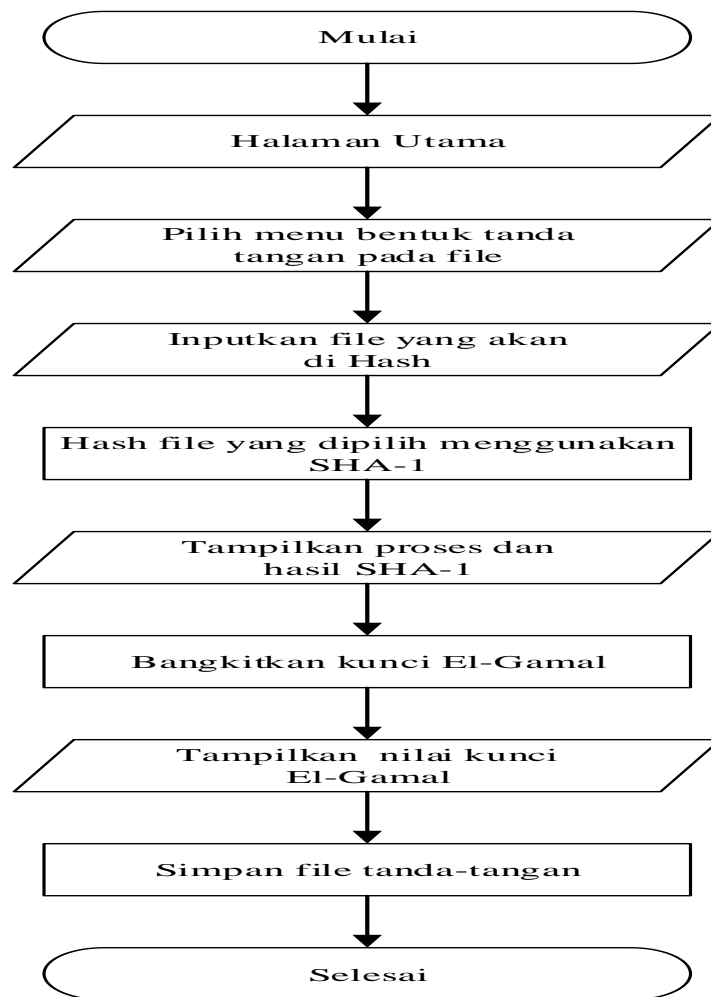 Mulai
Halaman Utama
Pilih menu bentuk tanda
tangan pada file
Inputkan file yang akan
di Hash
Hash file yang dipilih menggunakan
SHA-1
Tampilkan proses dan
hasil SHA-1
Bangkitkan kunci El-Gamal
Tampilkan nilai kunci
El-Gamal
Simpan file tanda-tangan
Selesai